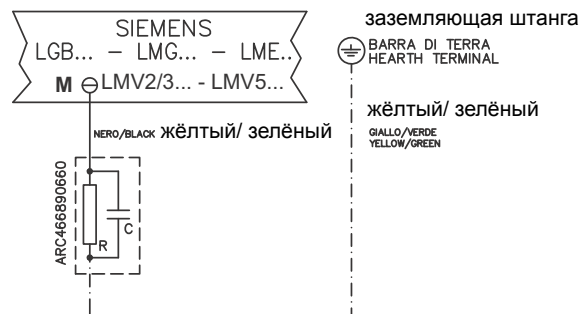 SIEMENS
LGB... – LMG... – LME..
M LMV2/3... - LMV5...
заземляющая штанга
BARRA DI TERRA
HEARTH TERMINAL
NERO/BLACK жёлтый/ зелёный
жёлтый/ зелёный
GIALLO/VERDE
YELLOW/GREEN
ARC466890660
R
C